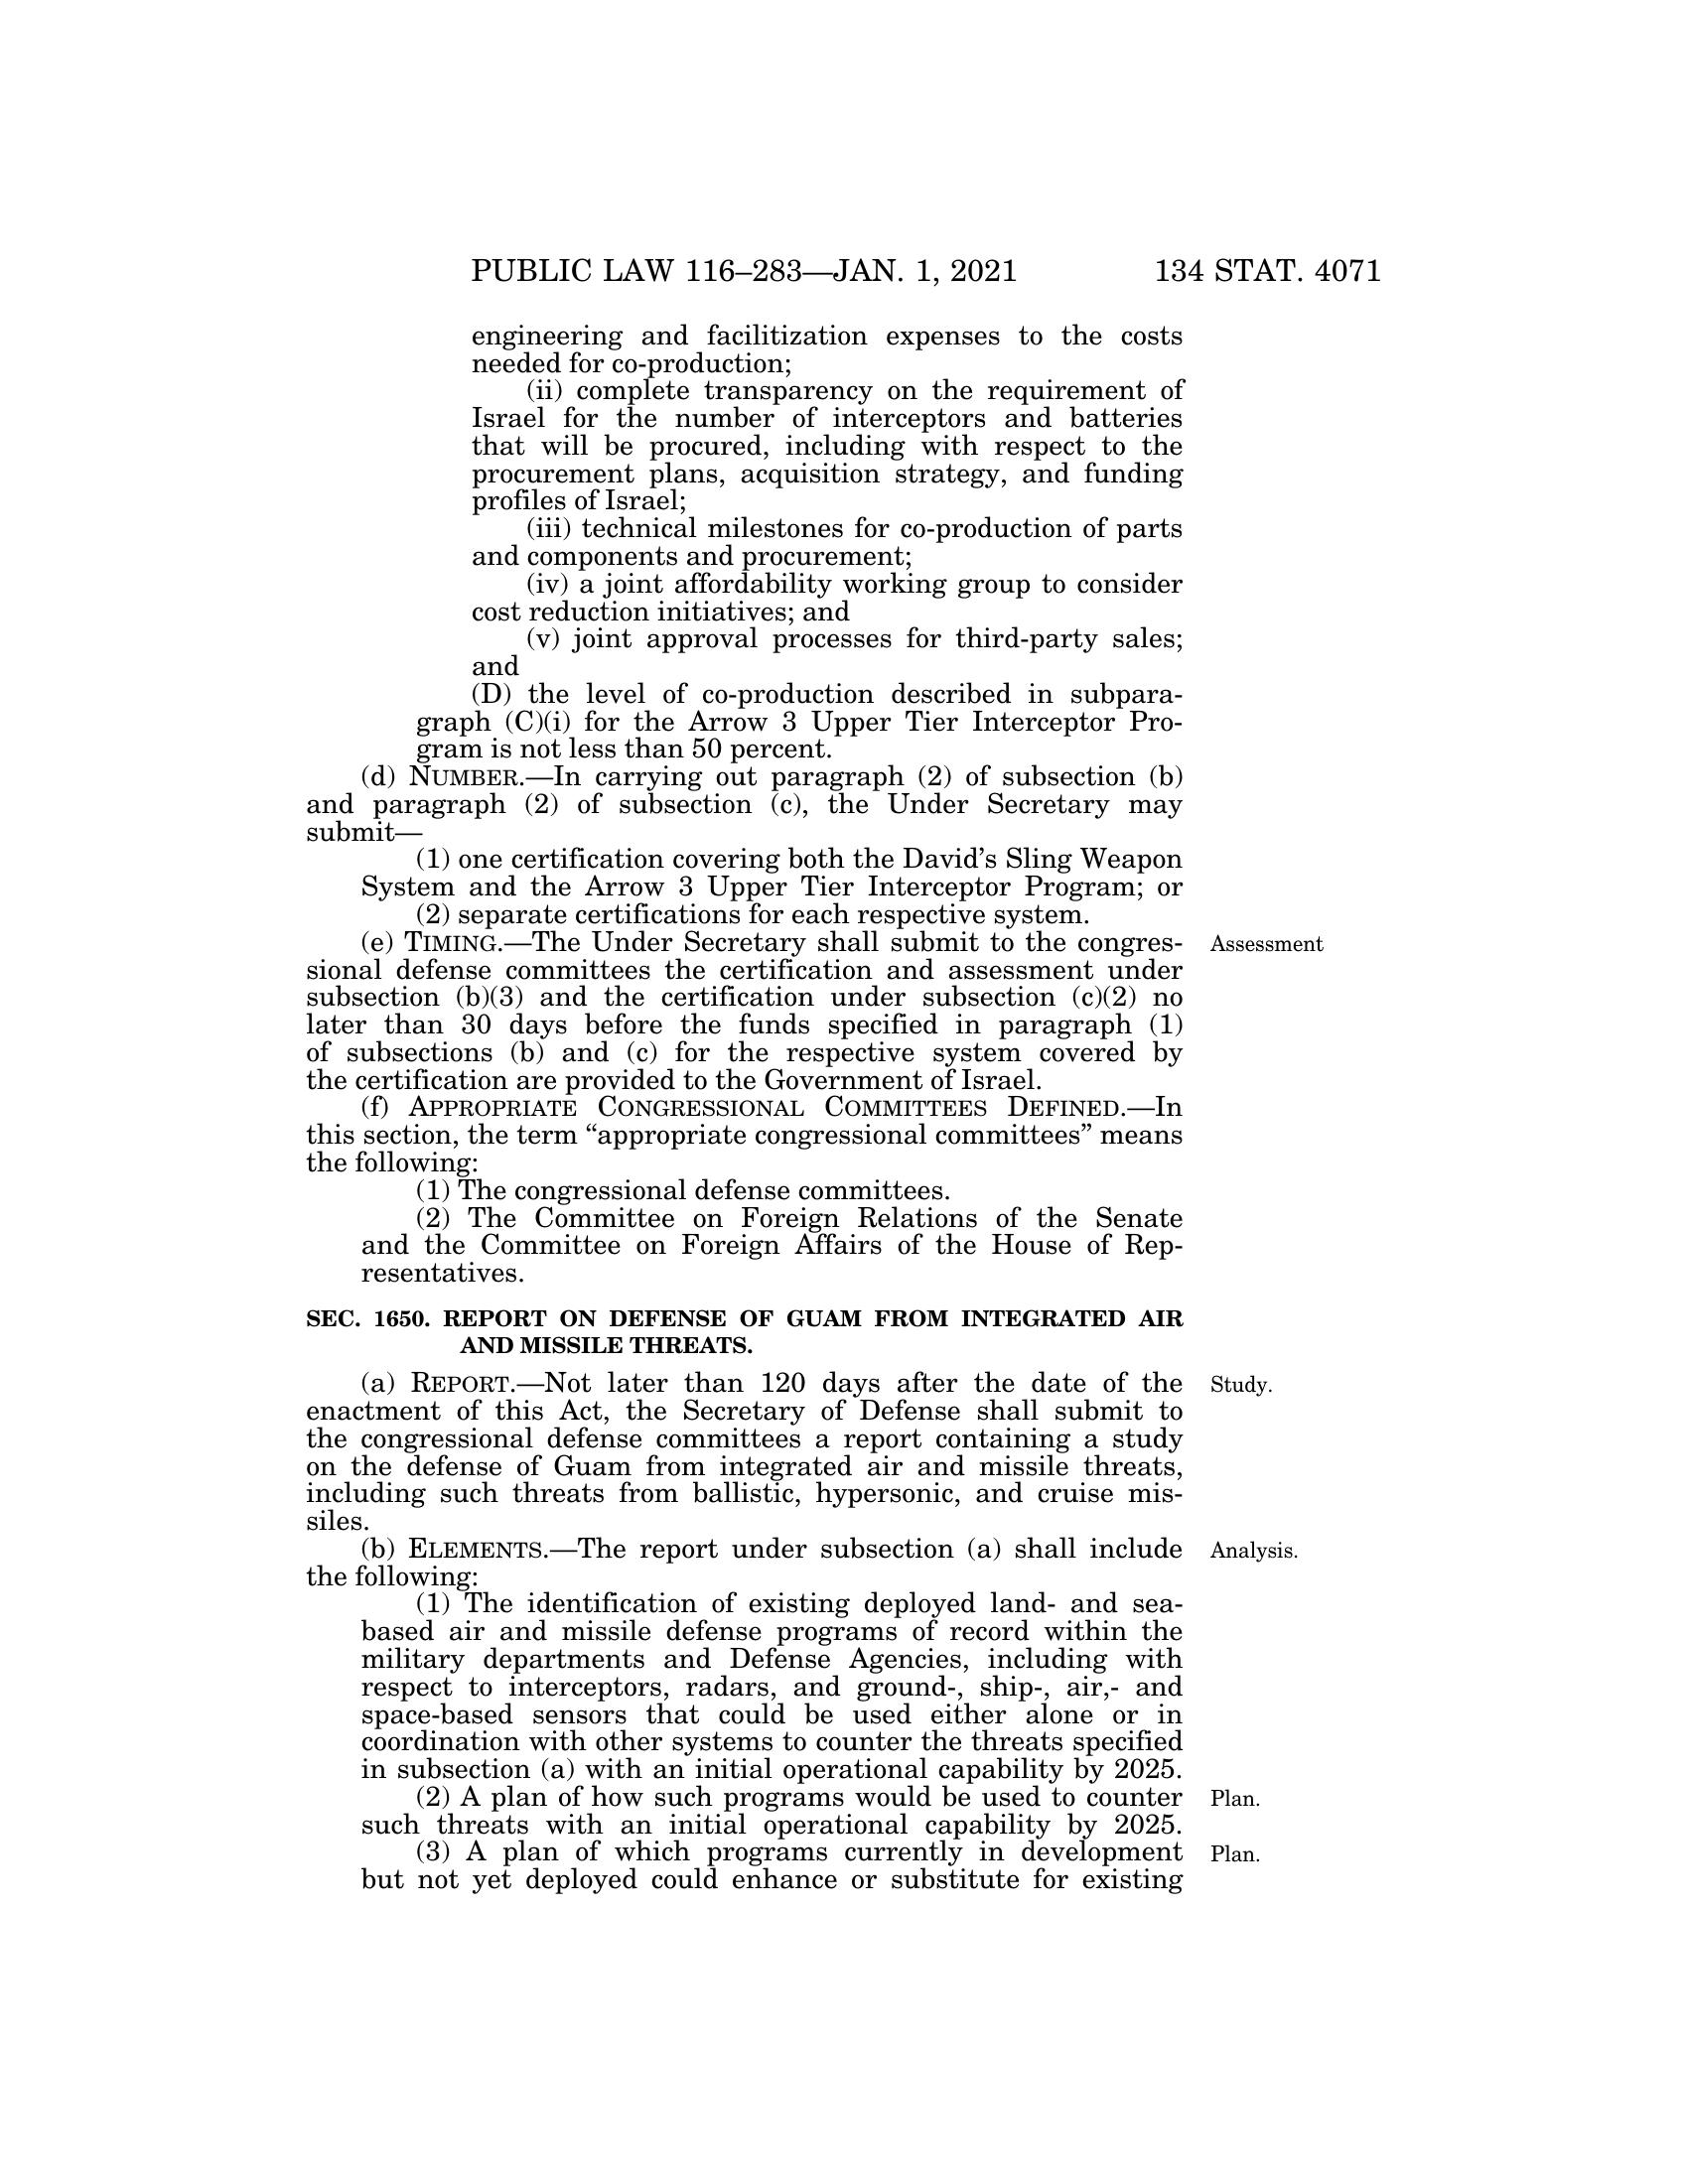 PUBLIC LAW 116–283—JAN. 1, 2021 134 STAT. 4071
engineering and facilitization expenses to the costs
needed for co-production;
(ii) complete transparency on the requirement of
Israel for the number of interceptors and batteries
that will be procured, including with respect to the
procurement plans, acquisition strategy, and funding
profiles of Israel;
(iii) technical milestones for co-production of parts
and components and procurement;
(iv) a joint affordability working group to consider
cost reduction initiatives; and
(v) joint approval processes for third-party sales;
and
(D) the level of co-production described in subpara-
graph (C)(i) for the Arrow 3 Upper Tier Interceptor Pro-
gram is not less than 50 percent.
(d) NUMBER.—In carrying out paragraph (2) of subsection (b)
and paragraph (2) of subsection (c), the Under Secretary may
submit—
(1) one certification covering both the David’s Sling Weapon
System and the Arrow 3 Upper Tier Interceptor Program; or
(2) separate certifications for each respective system.
(e) TIMING.—The Under Secretary shall submit to the congres- Assessment
sional defense committees the certification and assessment under
subsection (b)(3) and the certification under subsection (c)(2) no
later than 30 days before the funds specified in paragraph (1)
of subsections (b) and (c) for the respective system covered by
the certification are provided to the Government of Israel.
(f) APPROPRIATE CONGRESSIONAL COMMITTEES DEFINED.—In
this section, the term “appropriate congressional committees” means
the following:
(1) The congressional defense committees.
(2) The Committee on Foreign Relations of the Senate
and the Committee on Foreign Affairs of the House of Rep-
resentatives.
SEC. 1650. REPORT ON DEFENSE OF GUAM FROM INTEGRATED AIR
AND MISSILE THREATS.
(a) REPORT.—Not later than 120 days after the date of the Study.
enactment of this Act, the Secretary of Defense shall submit to
the congressional defense committees a report containing a study
on the defense of Guam from integrated air and missile threats,
including such threats from ballistic, hypersonic, and cruise mis-
siles.
(b) ELEMENTS.—The report under subsection (a) shall include Analysis.
the following:
(1) The identification of existing deployed land- and sea-
based air and missile defense programs of record within the
military departments and Defense Agencies, including with
respect to interceptors, radars, and ground-, ship-, air,- and
space-based sensors that could be used either alone or in
coordination with other systems to counter the threats specified
in subsection (a) with an initial operational capability by 2025.
(2) A plan of how such programs would be used to counter Plan.
such threats with an initial operational capability by 2025.
(3) A plan of which programs currently in development Plan.
but not yet deployed could enhance or substitute for existing